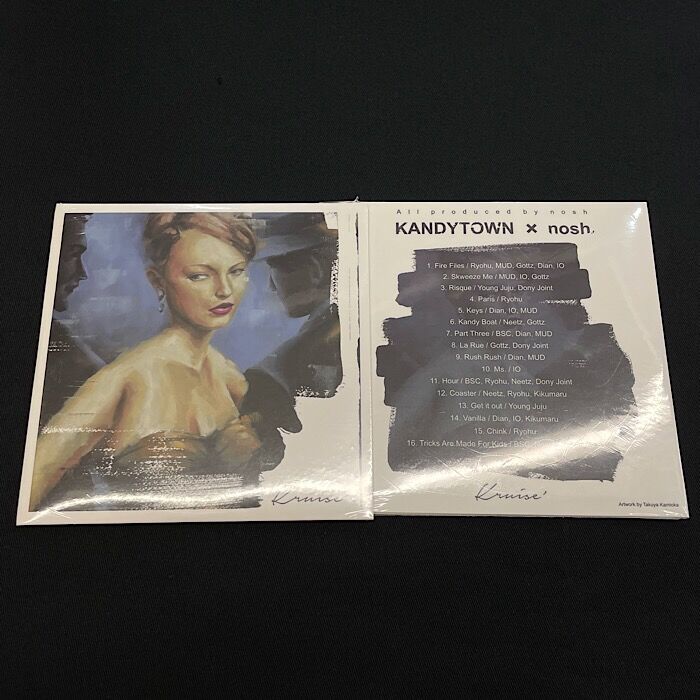 Kruise'
All produced by nosh
KANDYTOWN × nosh,
1. Fire Files / Ryohu, MUD, Gottz, Dian, IO
2. Skweeze Me / MUD, IO, Gottz
3. Risque / Young Juju, Dony Joint
4. Paris / Ryohu
5. Keys / Dian, IO, MUD
6. Kandy Boat / Neetz, Gottz
7. Part Three / BSC, Dian, MUD
8. La Rue / Gottz, Dony Joint
9. Rush Rush / Dian, MUD
10. Ms. / IO
11. Hour / BSC, Ryohu, Neetz, Dony Joint
12. Coaster / Neetz, Ryohu, Kikumaru
13. Get it out / Young Juju
14. Vanilla / Dian, IO, Kikumaru
15. Chink / Ryohu
16. Tricks Are Made For Kids / BSC
Kruise'
Artwork by Takuya Kamioka